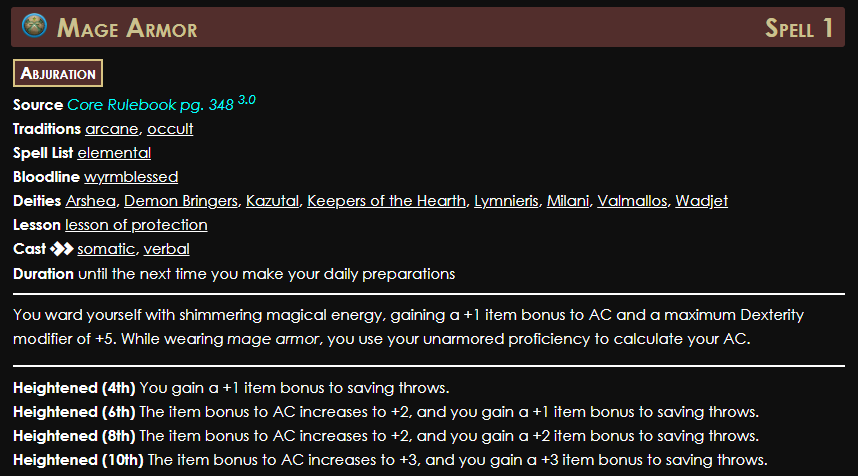 Mage Armor Spell 1
Abjuration
Source Core Rulebook pg. 348 3.0
Traditions arcane, occult
Spell List elemental
Bloodline wyrmblessed
Deities Arshea, Demon Bringers, Kazutal, Keepers of the Hearth, Lymnieris, Milani, Valmallos, Wadjet
Lesson lesson of protection
Cast somatic, verbal
Duration until the next time you make your daily preparations
You ward yourself with shimmering magical energy, gaining a +1 item bonus to AC and a maximum Dexterity
modifier of +5. While wearing mage armor, you use your unarmored proficiency to calculate your AC.
Heightened (4th) You gain a +1 item bonus to saving throws.
Heightened (6th) The item bonus to AC increases to +2, and you gain a +1 item bonus to saving throws.
Heightened (8th) The item bonus to AC increases to +2, and you gain a +2 item bonus to saving throws.
Heightened (10th) The item bonus to AC increases to +3, and you gain a +3 item bonus to saving throws.